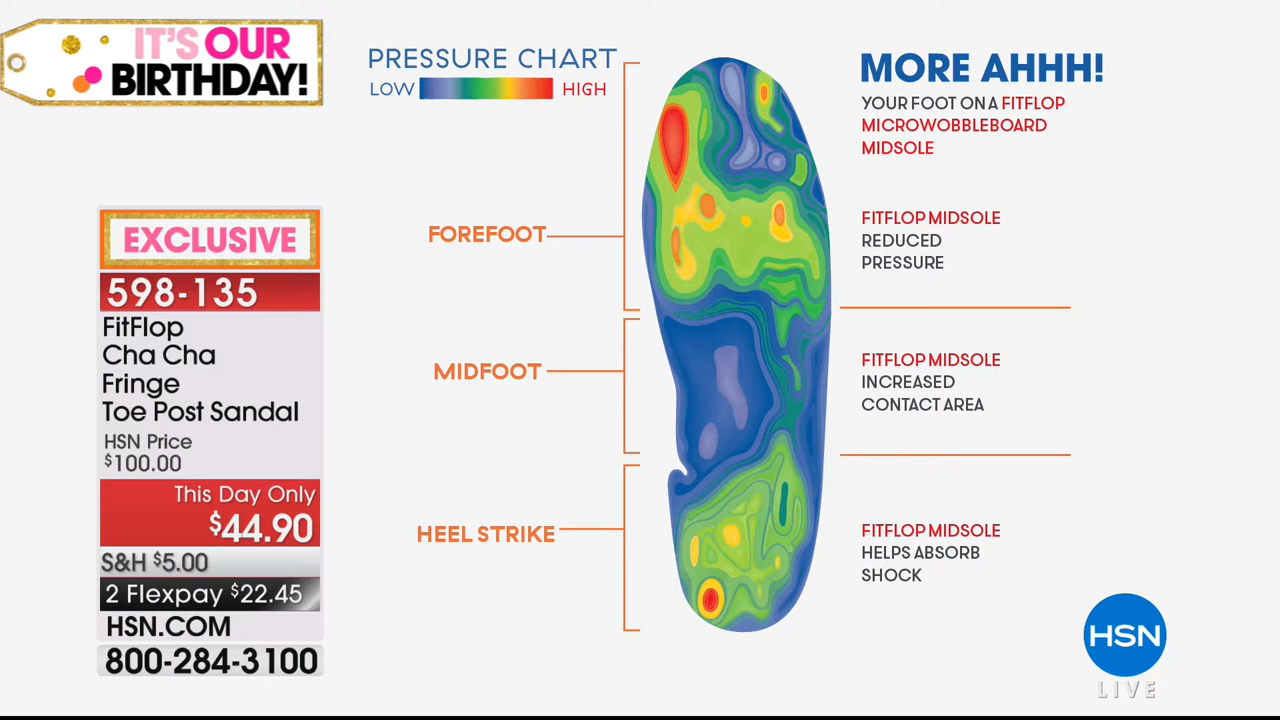 IT'S OUR
BIRTHDAY!
EXCLUSIVE
598-135
FitFlop
Cha Cha
Fringe
Toe Post Sandal
HSN Price
$100.00
This Day Only
$44.90
S&H $5.00
2 Flexpay $22.45
HSN.COM
800-284-3100
PRESSURE CHART
LOW HIGH
FOREFOOT
MIDFOOT
HEEL STRIKE
MORE AHHH!
YOUR FOOT ON A FITFLOP
MICROWOBBLEBOARD
MIDSOLE
FITFLOP MIDSOLE
REDUCED
PRESSURE
FITFLOP MIDSOLE
INCREASED
CONTACT AREA
FITFLOP MIDSOLE
HELPS ABSORB
SHOCK
HSN
LIVE